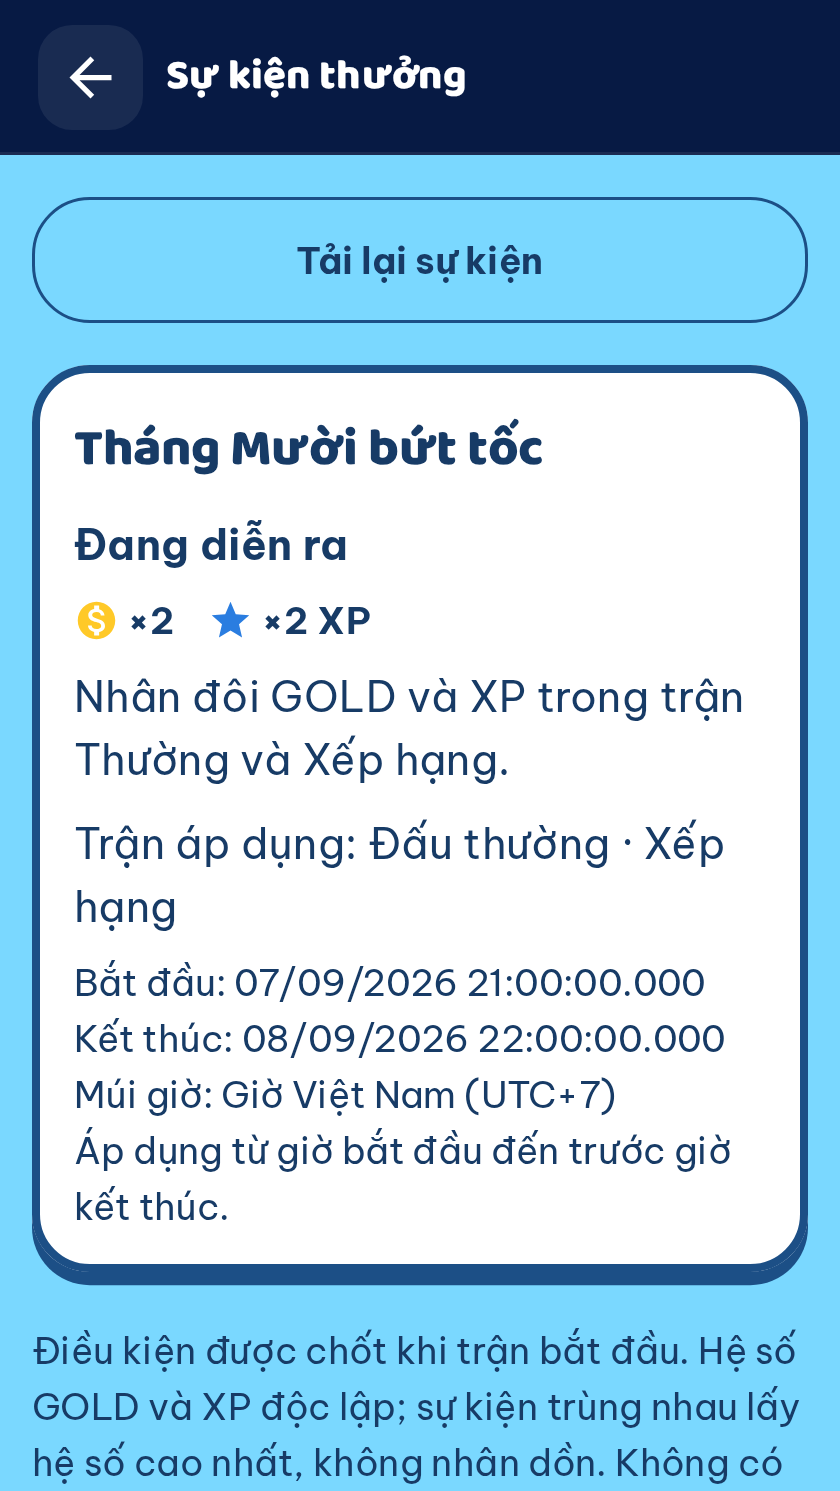 Sự kiện thưởng
Tải lại sự kiện
Tháng Mười bứt tốc
Đang diễn ra
×2 ×2 XP
Nhân đôi GOLD và XP trong trận
Thường và Xếp hạng.
Trận áp dụng: Đấu thường · Xếp
hạng
Bắt đầu: 07/09/2026 21:00:00.000
Kết thúc: 08/09/2026 22:00:00.000
Múi giờ: Giờ Việt Nam (UTC+7)
Áp dụng từ giờ bắt đầu đến trước giờ
kết thúc.
Điều kiện được chốt khi trận bắt đầu. Hệ số
GOLD và XP độc lập; sự kiện trùng nhau lấy
hệ số cao nhất, không nhân dồn. Không có